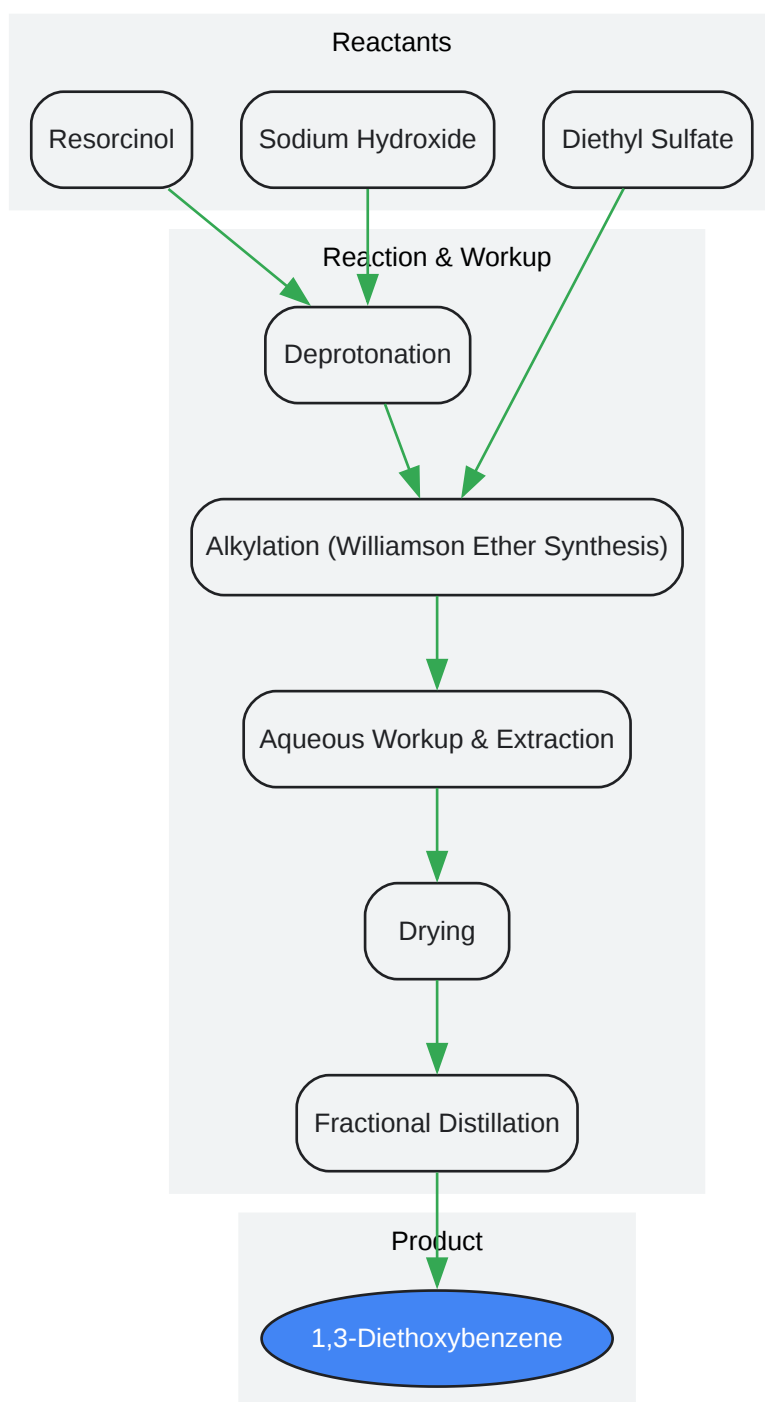 Reactants
Resorcinol
Sodium Hydroxide
Diethyl Sulfate
Reaction & Workup
Deprotonation
Alkylation (Williamson Ether Synthesis)
Aqueous Workup & Extraction
Drying
Fractional Distillation
Product
1,3-Diethoxybenzene